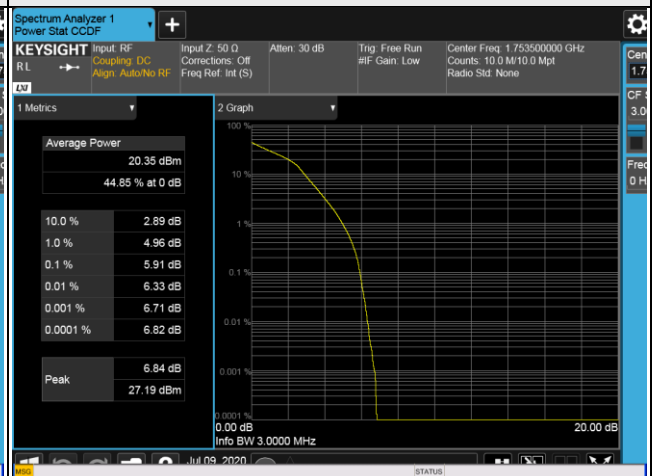 Spectrum Analyzer 1
Power Stat CCDF
KEYSIGHT
RL
LXI
Input: RF
Coupling: DC
Align: Auto/No RF
Input Z: 50 Ω
Corrections: Off
Freq Ref: Int (S)
Atten: 30 dB
Trig: Free Run
#IF Gain: Low
Center Freq: 1.753500000 GHz
Counts: 10.0 M/10.0 Mpt
Radio Std: None
Cen
1.7
CF
3.0
Freq
0 H
1 Metrics
Average Power
20.35 dBm
44.85 % at 0 dB
10.0 % 2.89 dB
1.0 % 4.96 dB
0.1 % 5.91 dB
0.01 % 6.33 dB
0.001 % 6.71 dB
0.0001 % 6.82 dB
Peak
6.84 dB
27.19 dBm
2 Graph
100 %
10 %
1 %
0.1 %
0.01 %
0.001 %
0.0001 %
0.00 dB
20.00 dB
Info BW 3.0000 MHz
Jul 09, 2020
MSG
STATUS